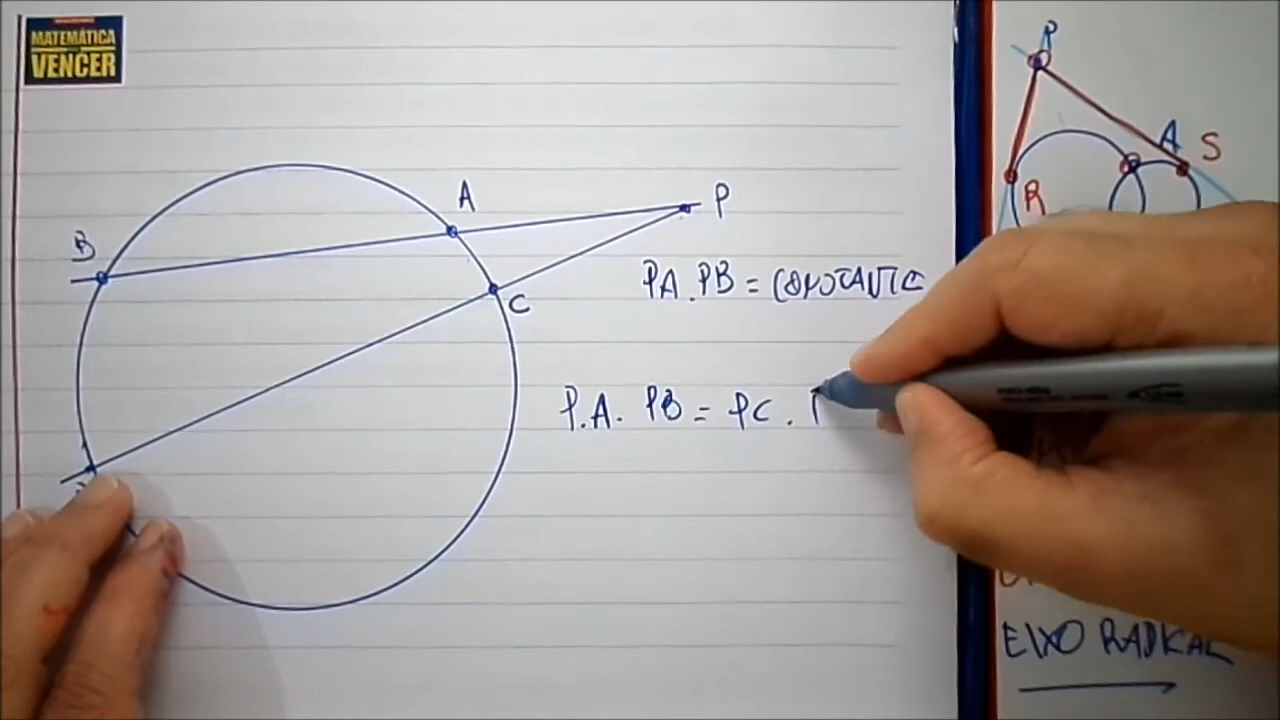 MATEMÁTICA
VENCER
P
A S
R
A
P
B
PA.PB = CONSTANTE
C
P.A. PB = PC .
EIXO RADICAL